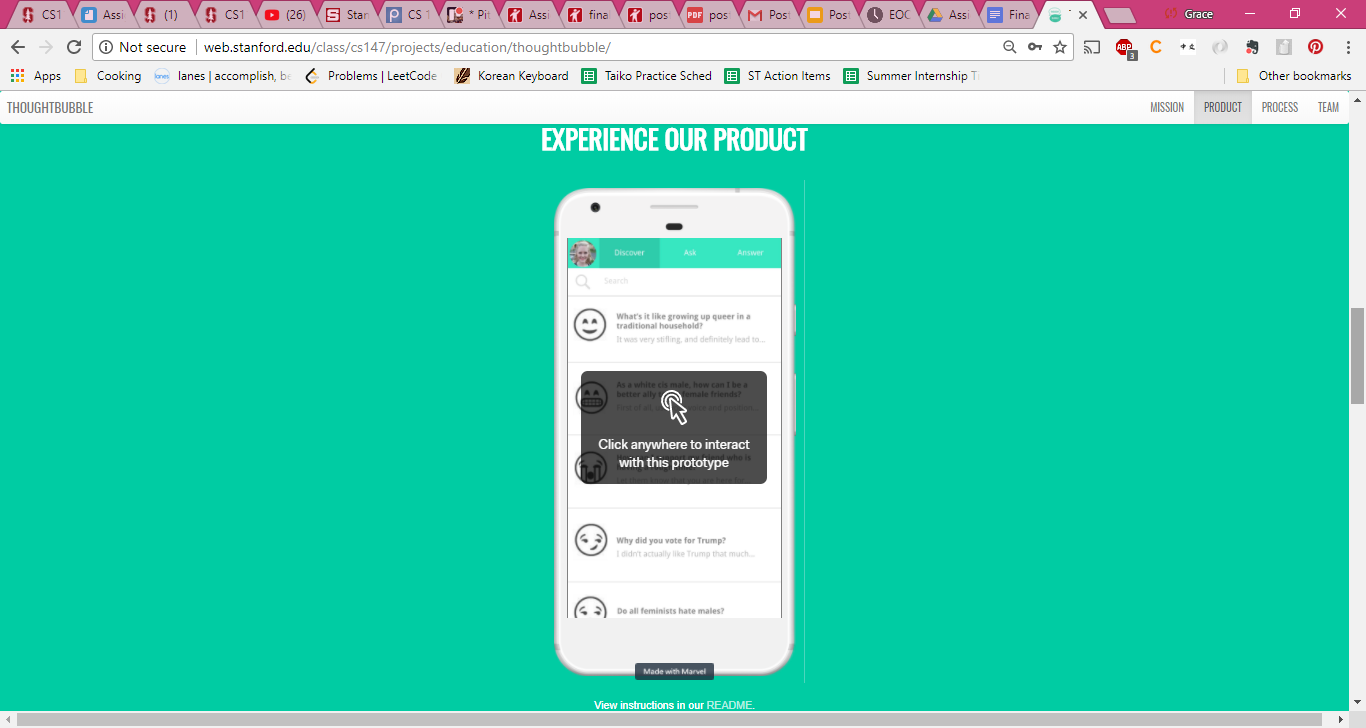 CS1
Assi
(1)
CS1
(26)
Stan
CS 1
* Pit
Assi
fina
pos
pos
Post
Post
EOC
Assi
Fina
Grace
Not secure
web.stanford.edu/class/cs147/projects/education/thoughtbubble/
ABP
3
Apps
Cooking
lanes | accomplish, be
Problems | LeetCode
Korean Keyboard
Taiko Practice Sched
ST Action Items
Summer Internship T
Other bookmarks
THOUGHTBUBBLE
MISSION
PRODUCT
PROCESS
TEAM
EXPERIENCE OUR PRODUCT
Discover
Ask
Answer
Search
What's it like growing up queer in a
traditional household?
It was very stifling, and definitely lead to...
As a white cis male, how can I be a
better ally female friends?
Click anywhere to interact
with this prototype
Why did you vote for Trump?
I didn't actually like Trump that much...
Do all feminists hate males?
Made with Marvel
View instructions in our README.